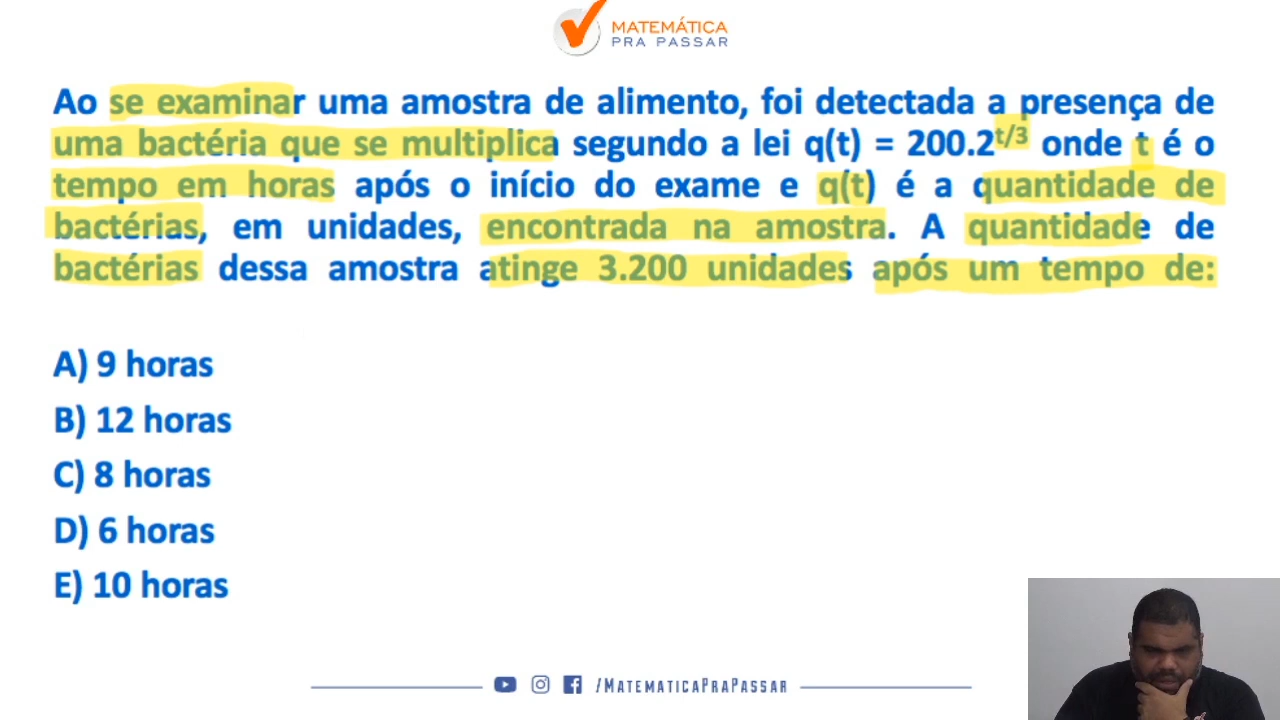 MATEMÁTICA
PRA PASSAR
Ao se examinar uma amostra de alimento, foi detectada a presença de
uma bactéria que se multiplica segundo a lei q(t) = 200.2^{t/3} onde t é o
tempo em horas após o início do exame e q(t) é a quantidade de
bactérias, em unidades, encontrada na amostra. A quantidade de
bactérias dessa amostra atinge 3.200 unidades após um tempo de:
A) 9 horas
B) 12 horas
C) 8 horas
D) 6 horas
E) 10 horas
/MATEMATICAPRAPASSAR